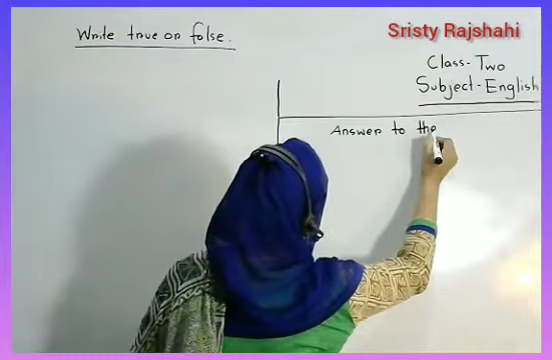 Write true or false.
Sristy Rajshahi
Class-Two
Subject-English
Answer to the